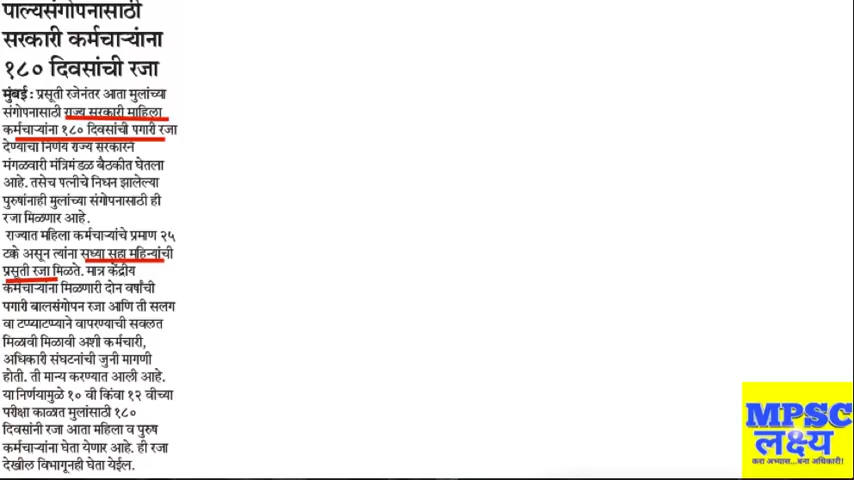 पाल्यसंगोपनासाठी
सरकारी कर्मचाऱ्यांना
१८० दिवसांची रजा
मुंबई : प्रसूती रजेनंतर आता मुलांच्या
संगोपनासाठी राज्य सरकारी माहिला
कर्मचाऱ्यांना १८० दिवसांची पगारी रजा
देण्याचा निर्णय राज्य सरकारने
मंगळवारी मंत्रिमंडळ बैठकीत घेतला
आहे. तसेच पत्नीचे निधन झालेल्या
पुरुषांनाही मुलांच्या संगोपनासाठी ही
रजा मिळणार आहे.
राज्यात महिला कर्मचाऱ्यांचे प्रमाण २५
टक्के असून त्यांना सध्या सहा महिन्यांची
प्रसूती रजा मिळते. मात्र केंद्रीय
कर्मचाऱ्यांना मिळणारी दोन वर्षांची
पगारी बालसंगोपन रजा आणि ती सलग
वा टप्प्याटप्प्याने वापरण्याची सवलत
मिळावी मिळावी अशी कर्मचारी,
अधिकारी संघटनांची जुनी मागणी
होती. ती मान्य करण्यात आली आहे.
या निर्णयामुळे १० वी किंवा १२ वीच्या
परीक्षा काळात मुलांसाठी १८०
दिवसांनी रजा आता महिला व पुरुष
कर्मचाऱ्यांना घेता येणार आहे. ही रजा
देखील विभागूनही घेता येईल.
MPSC
लक्ष्य
करा अभ्यास...बना अधिकारी!